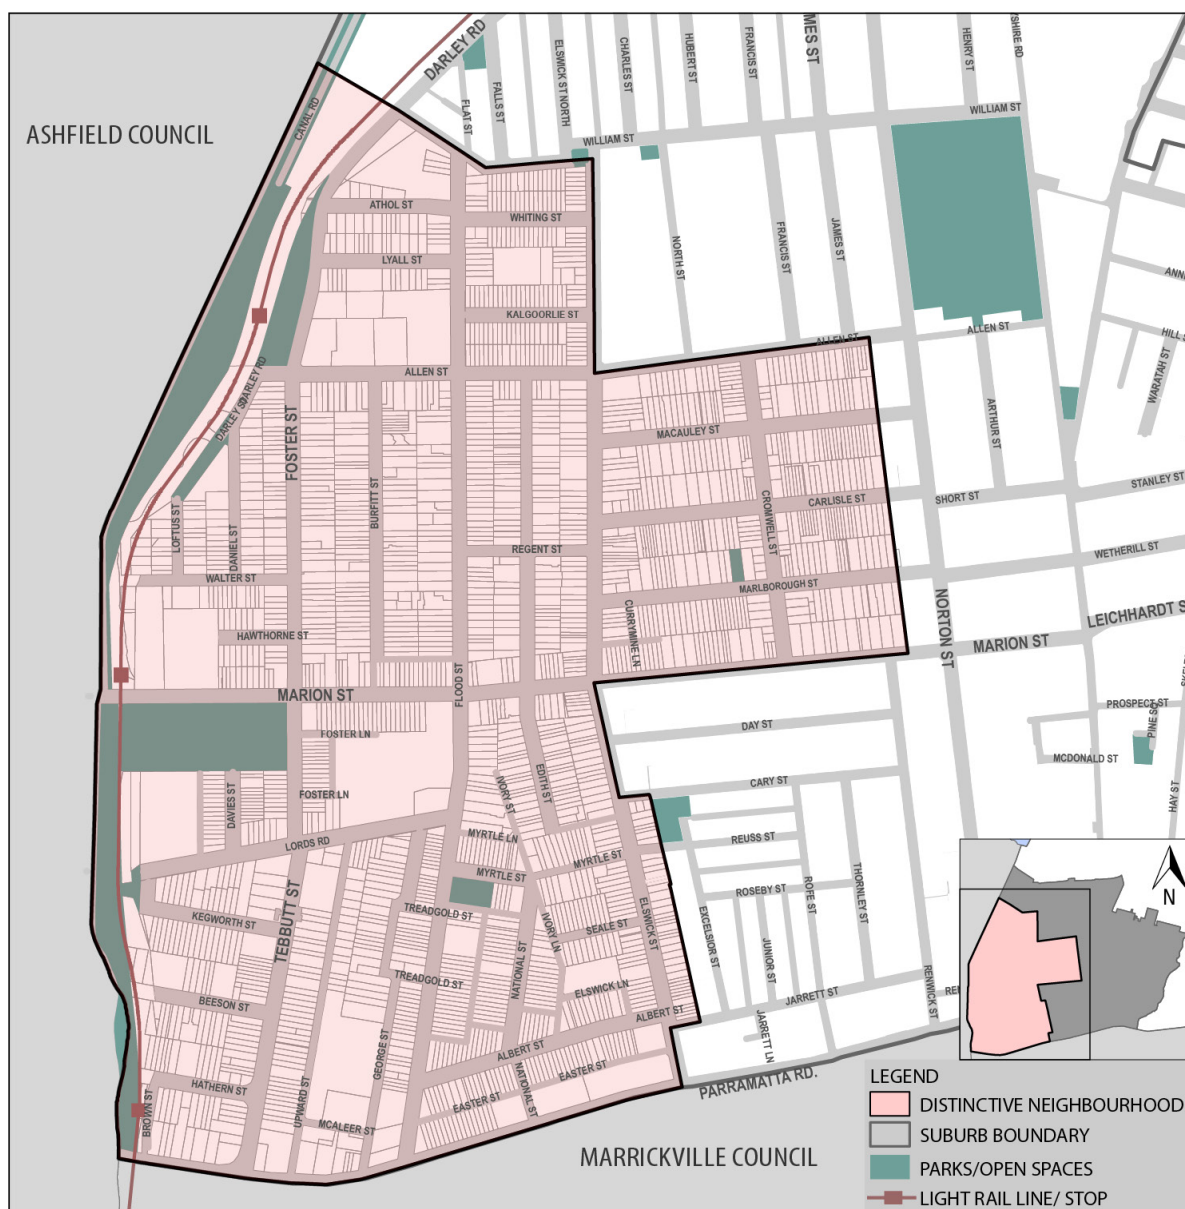 DARLEY RD
FLAT ST
FALLS ST
ELSWICK ST NORTH
CHARLES ST
HUBERT ST
FRANCIS ST
MES ST
HENRY ST
SHIRE RD
CANAL RD
ASHFIELD COUNCIL
WILLIAM ST
WILLIAM ST
ATHOL ST
WHITING ST
LYALL ST
NORTH ST
FRANCIS ST
JAMES ST
ANN
KALGOORLIE ST
ALLEN ST
ALLEN ST
HILL S
WARATAH ST
ALLEN ST
DARLEY RD
DARLEY ST
FOSTER ST
BURFITT ST
MACAULEY ST
ARTHUR ST
CROMWELL ST
CARLISLE ST
SHORT ST
STANLEY ST
LOFTUS ST
DANIEL ST
REGENT ST
WETHERILL ST
WALTER ST
MARLBOROUGH ST
CURRYMINE LN
NORTON ST
LEICHHARDT S
HAWTHORNE ST
MARION ST
MARION ST
FLOOD ST
FOSTER LN
DAY ST
PROSPECT ST
PINE SQ
MCDONALD ST
HAY ST
DAVIES ST
FOSTER LN
IVORY ST
EDITH ST
CARY ST
LORDS RD
MYRTLE LN
REUSS ST
MYRTLE ST
MYRTLE ST
ROSEBY ST
ROFE ST
THORNLEY ST
KEGWORTH ST
TEBBUTT ST
TREADGOLD ST
IVORY LN
SEALE ST
ELSWICK ST
EXCELSIOR ST
JUNIOR ST
TREADGOLD ST
NATIONAL ST
ELSWICK LN
BEESON ST
ALBERT ST
JARRETT ST
RENWICK ST
RE
N
GEORGE ST
ALBERT ST
JARRETT LN
HATHERN ST
UPWARD ST
EASTER ST
EASTER ST
NATIONAL ST
PARRAMATTA RD.
BROWN ST
MCALEER ST
MARRICKVILLE COUNCIL
LEGEND
DISTINCTIVE NEIGHBOURHOOD
SUBURB BOUNDARY
PARKS/OPEN SPACES
LIGHT RAIL LINE/ STOP